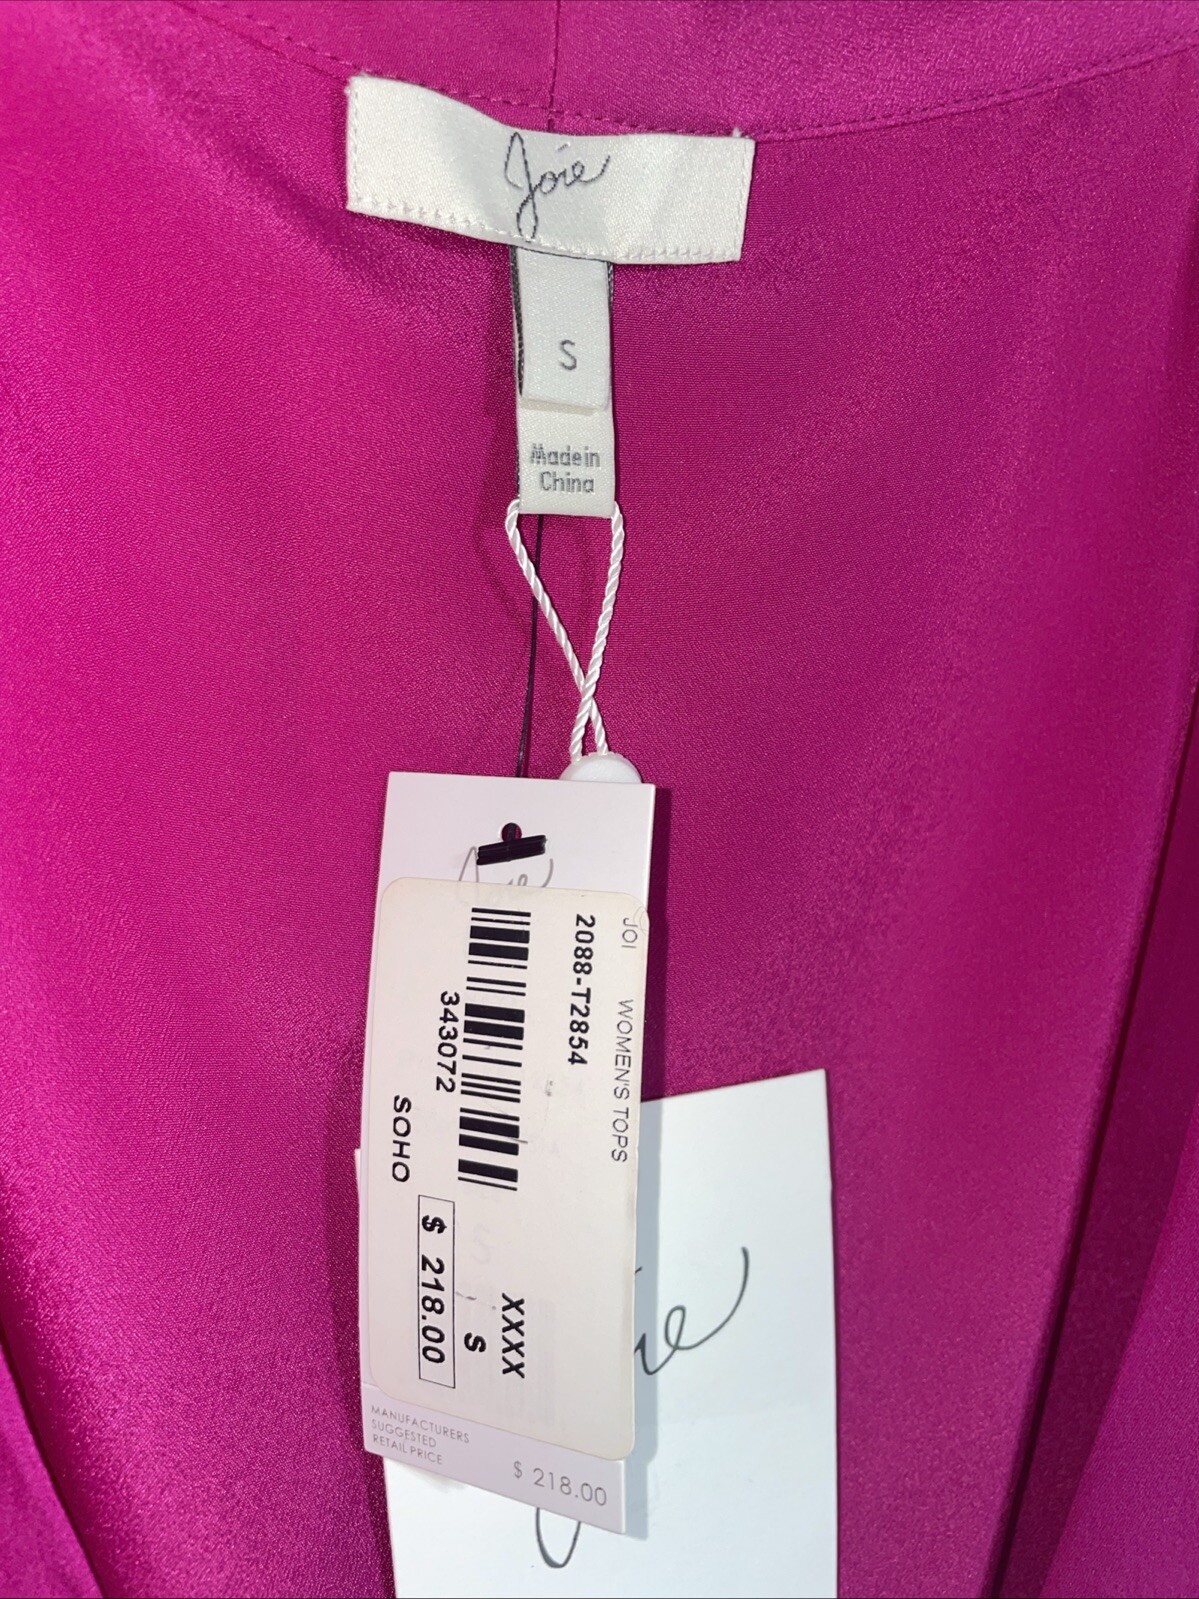 Joie
S
Made in
China
JOI WOMEN'S TOPS
2088-T2854
343072
SOHO
XXXX
S
$ 218.00
MANUFACTURERS
SUGGESTED
RETAIL PRICE
$ 218.00